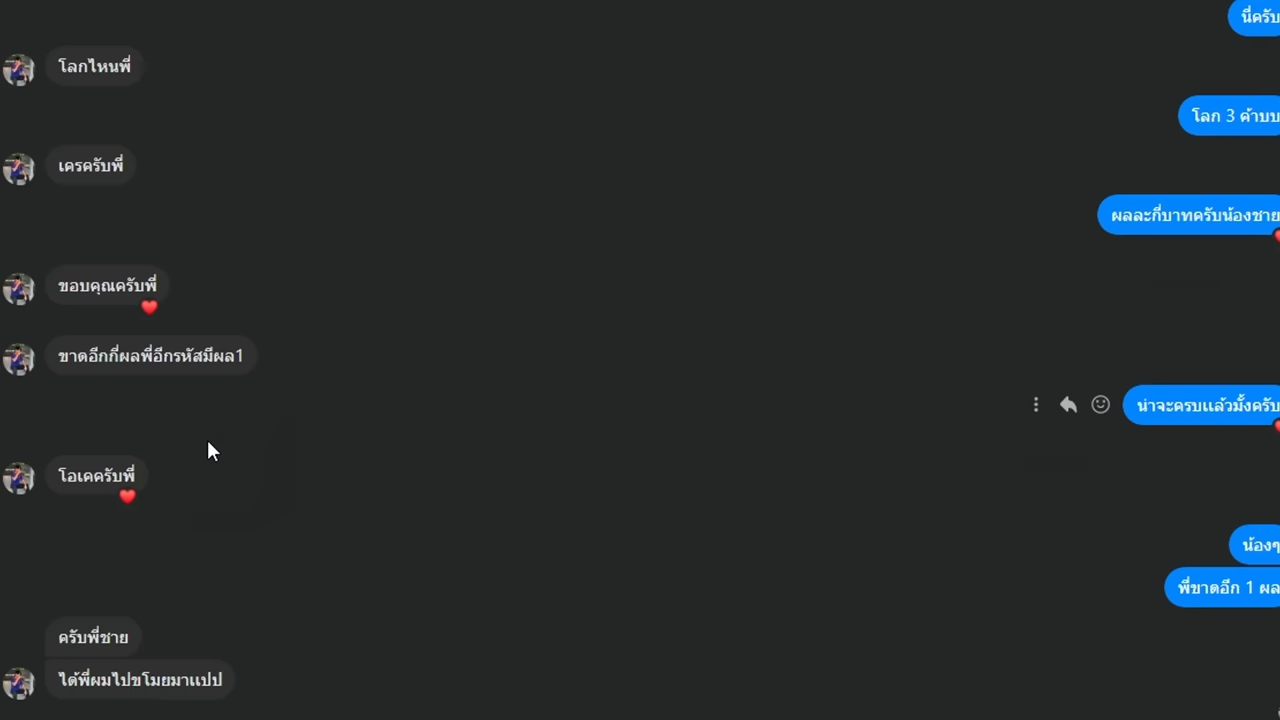 นี่ครับ
โลกไหนพี่
โลก 3 ค้าบบ
เครครับพี่
ผลละกี่บาทครับน้องชาย
ขอบคุณครับพี่
ขาดอีกกี่ผลพี่อีกรหัสมีผล1
น่าจะครบแล้วมั้งครับ
โอเคครับพี่
น้องๆ
พี่ขาดอีก 1 ผล
ครับพี่ชาย
ได้พี่ผมไปขโมยมาแปป